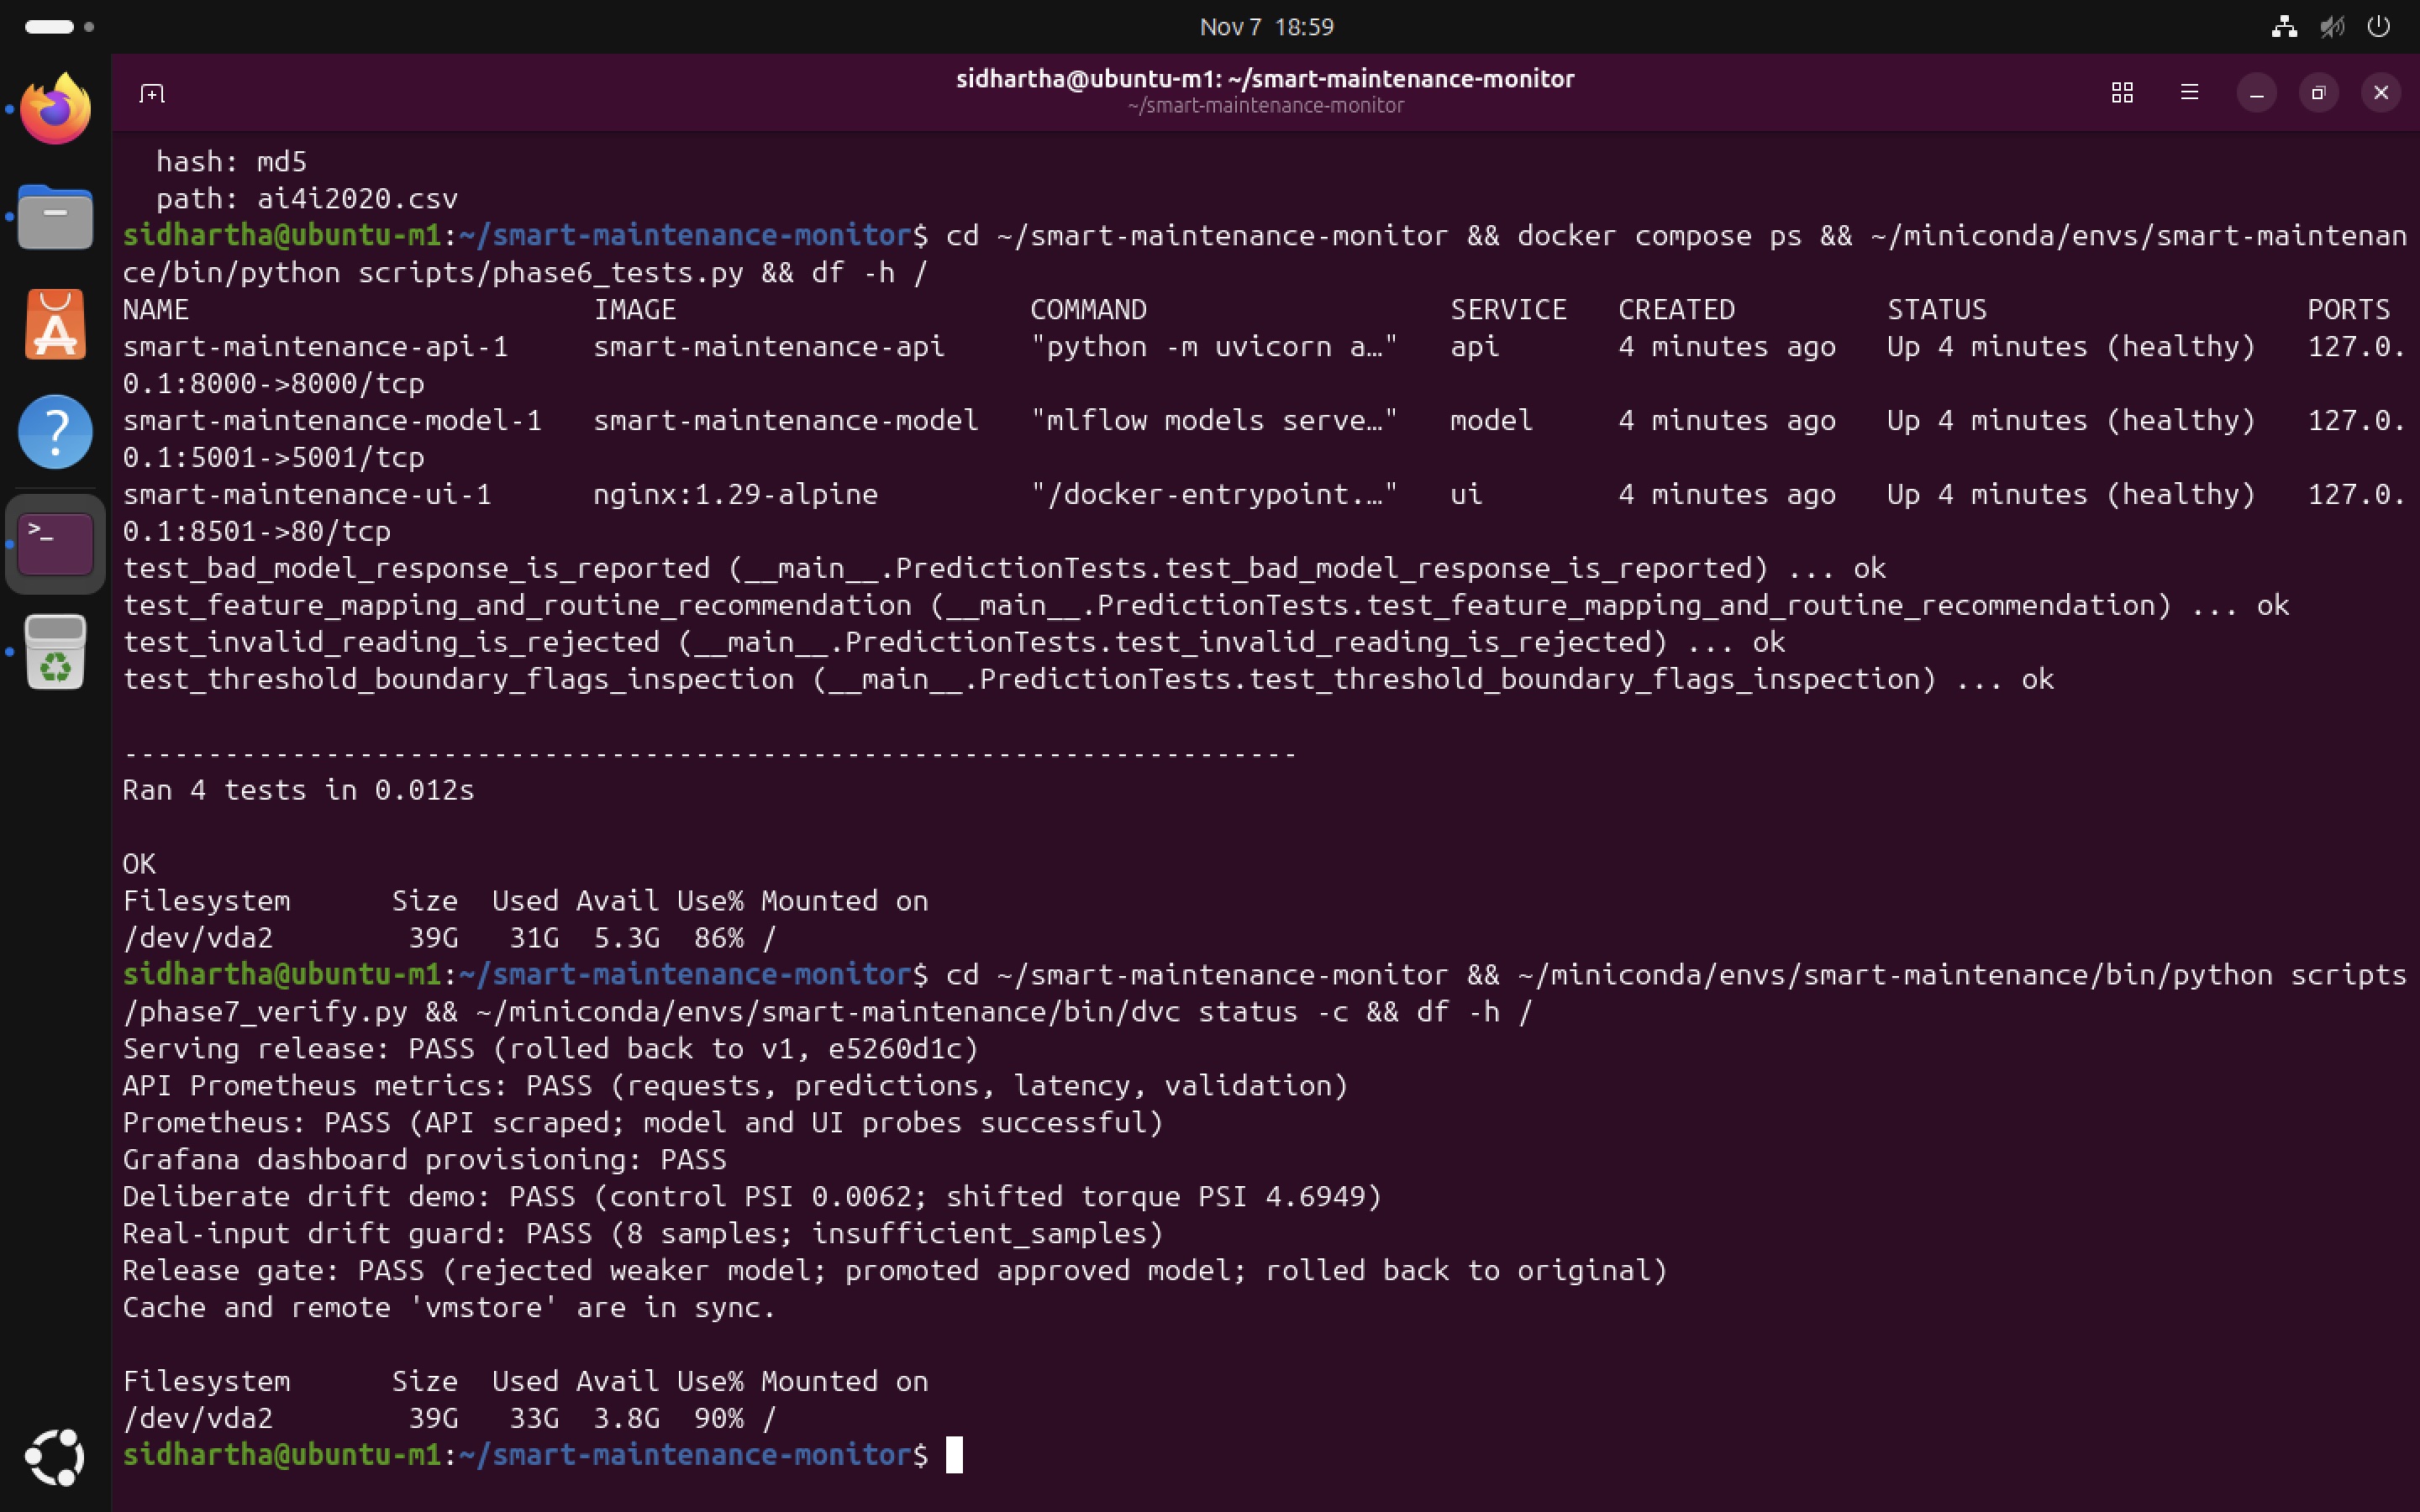 Nov 7  18:59
sidhartha@ubuntu-m1: ~/smart-maintenance-monitor
~/smart-maintenance-monitor
  hash: md5
  path: ai4i2020.csv
sidhartha@ubuntu-m1:~/smart-maintenance-monitor$ cd ~/smart-maintenance-monitor && docker compose ps && ~/miniconda/envs/smart-maintenan
ce/bin/python scripts/phase6_tests.py && df -h /
NAME                        IMAGE                     COMMAND                  SERVICE   CREATED         STATUS                   PORTS
smart-maintenance-api-1     smart-maintenance-api     "python -m uvicorn a…"   api       4 minutes ago   Up 4 minutes (healthy)   127.0.
0.1:8000->8000/tcp
smart-maintenance-model-1   smart-maintenance-model   "mlflow models serve…"   model     4 minutes ago   Up 4 minutes (healthy)   127.0.
0.1:5001->5001/tcp
smart-maintenance-ui-1      nginx:1.29-alpine         "/docker-entrypoint.…"   ui        4 minutes ago   Up 4 minutes (healthy)   127.0.
0.1:8501->80/tcp
test_bad_model_response_is_reported (__main__.PredictionTests.test_bad_model_response_is_reported) ... ok
test_feature_mapping_and_routine_recommendation (__main__.PredictionTests.test_feature_mapping_and_routine_recommendation) ... ok
test_invalid_reading_is_rejected (__main__.PredictionTests.test_invalid_reading_is_rejected) ... ok
test_threshold_boundary_flags_inspection (__main__.PredictionTests.test_threshold_boundary_flags_inspection) ... ok
----------------------------------------------------------------------
Ran 4 tests in 0.012s
OK
Filesystem      Size  Used Avail Use% Mounted on
/dev/vda2        39G   31G  5.3G  86% /
sidhartha@ubuntu-m1:~/smart-maintenance-monitor$ cd ~/smart-maintenance-monitor && ~/miniconda/envs/smart-maintenance/bin/python scripts
/phase7_verify.py && ~/miniconda/envs/smart-maintenance/bin/dvc status -c && df -h /
Serving release: PASS (rolled back to v1, e5260d1c)
API Prometheus metrics: PASS (requests, predictions, latency, validation)
Prometheus: PASS (API scraped; model and UI probes successful)
Grafana dashboard provisioning: PASS
Deliberate drift demo: PASS (control PSI 0.0062; shifted torque PSI 4.6949)
Real-input drift guard: PASS (8 samples; insufficient_samples)
Release gate: PASS (rejected weaker model; promoted approved model; rolled back to original)
Cache and remote 'vmstore' are in sync.
Filesystem      Size  Used Avail Use% Mounted on
/dev/vda2        39G   33G  3.8G  90% /
sidhartha@ubuntu-m1:~/smart-maintenance-monitor$